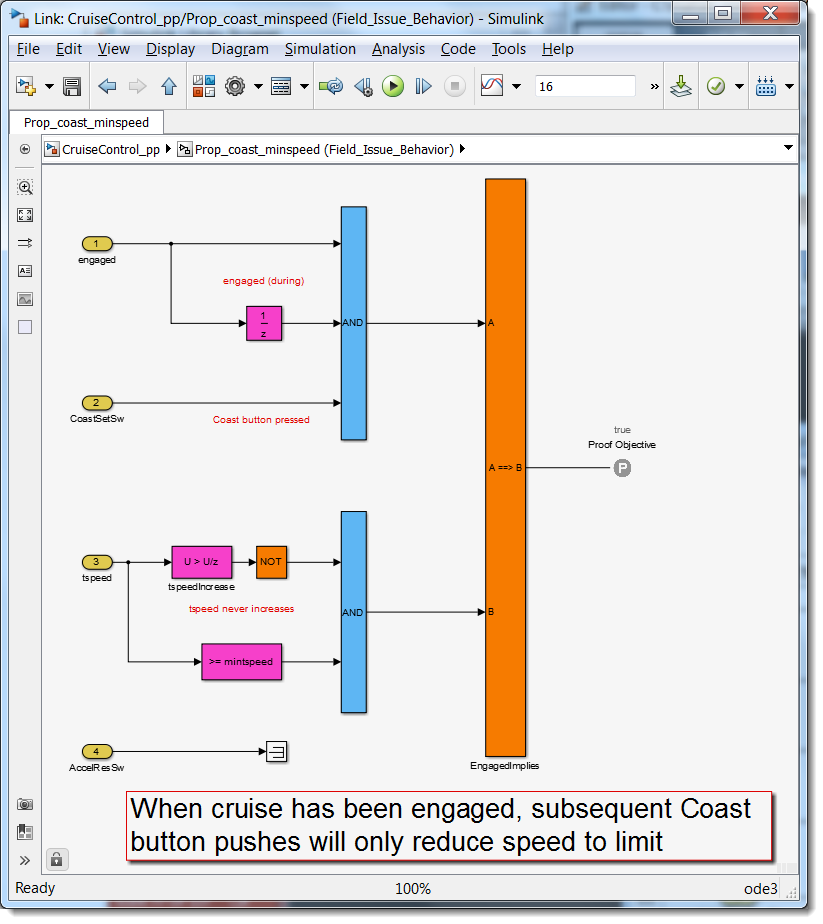 Link: CruiseControl_pp/Prop_coast_minspeed (Field_Issue_Behavior) - Simulink
File Edit View Display Diagram Simulation Analysis Code Tools Help
16 »
Prop_coast_minspeed
CruiseControl_pp Prop_coast_minspeed (Field_Issue_Behavior)
1
engaged
engaged (during)
1
z
AND
A
2
CoastSetSw
Coast button pressed
true
Proof Objective
A ==> B
P
3
tspeed
U > U/z
NOT
tspeedIncrease
tspeed never increases
AND
B
>= mintspeed
4
AccelResSw
EngagedImplies
When cruise has been engaged, subsequent Coast
button pushes will only reduce speed to limit
Ready 100% ode3